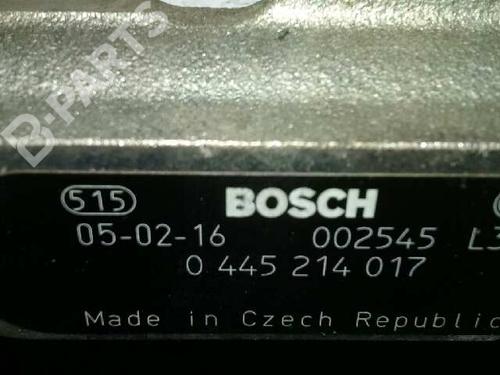 B-PARTS
515 BOSCH
05-02-16 002545
0 445 214 017
Made in Czech Republic